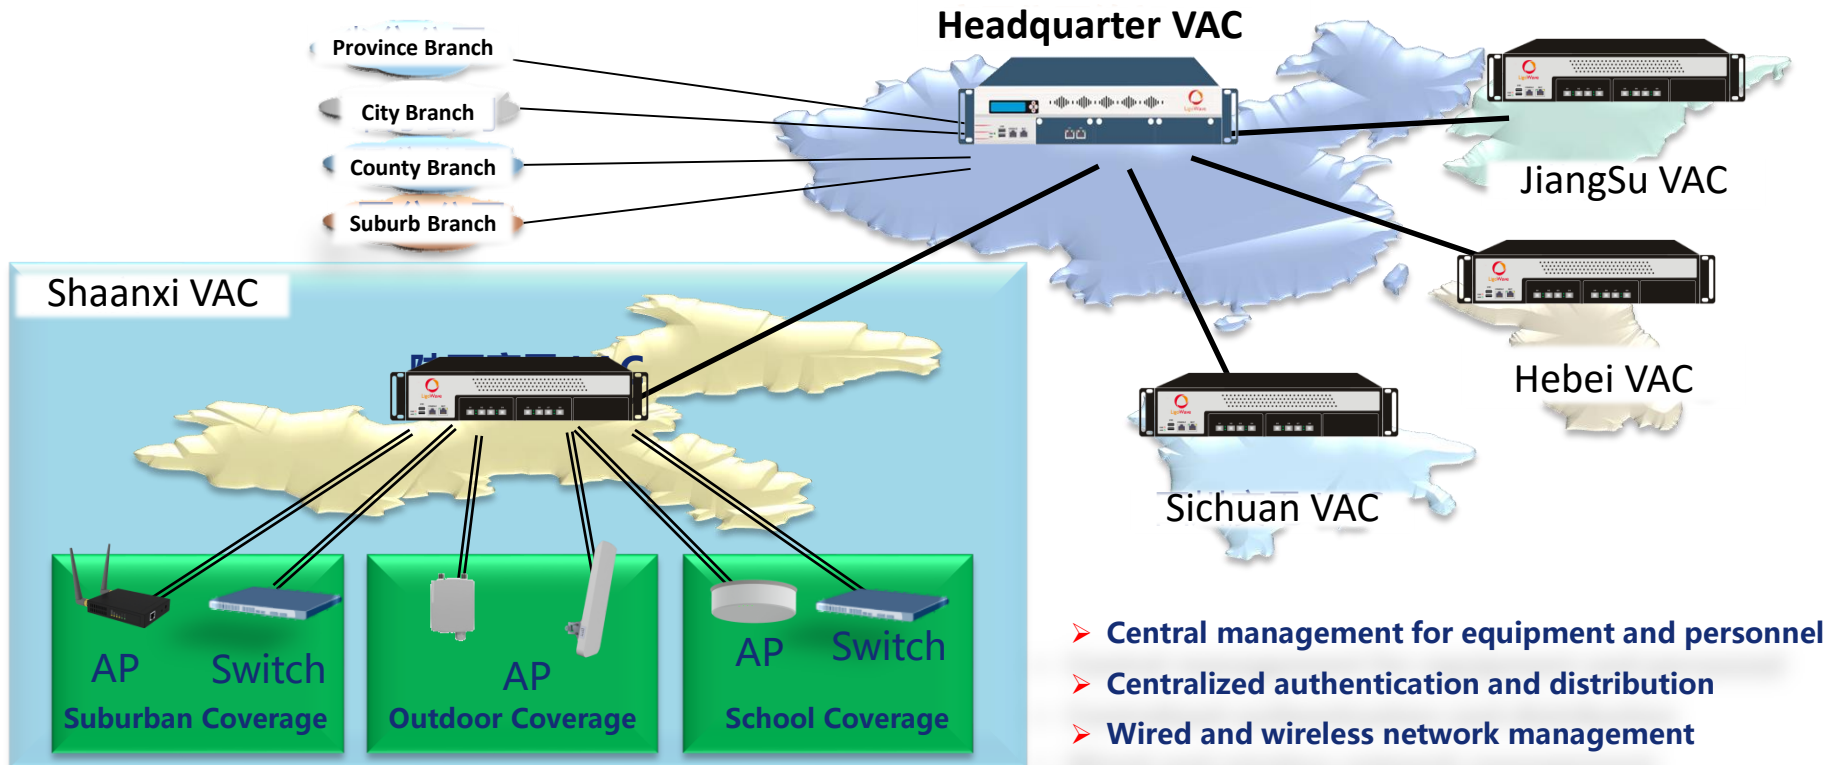 Headquarter VAC
Province Branch
City Branch
County Branch
Suburb Branch
JiangSu VAC
Shaanxi VAC
Hebei VAC
Sichuan VAC
AP
Switch
Suburban Coverage
AP
Outdoor Coverage
AP
Switch
School Coverage
Central management for equipment and personnel
Centralized authentication and distribution
Wired and wireless network management